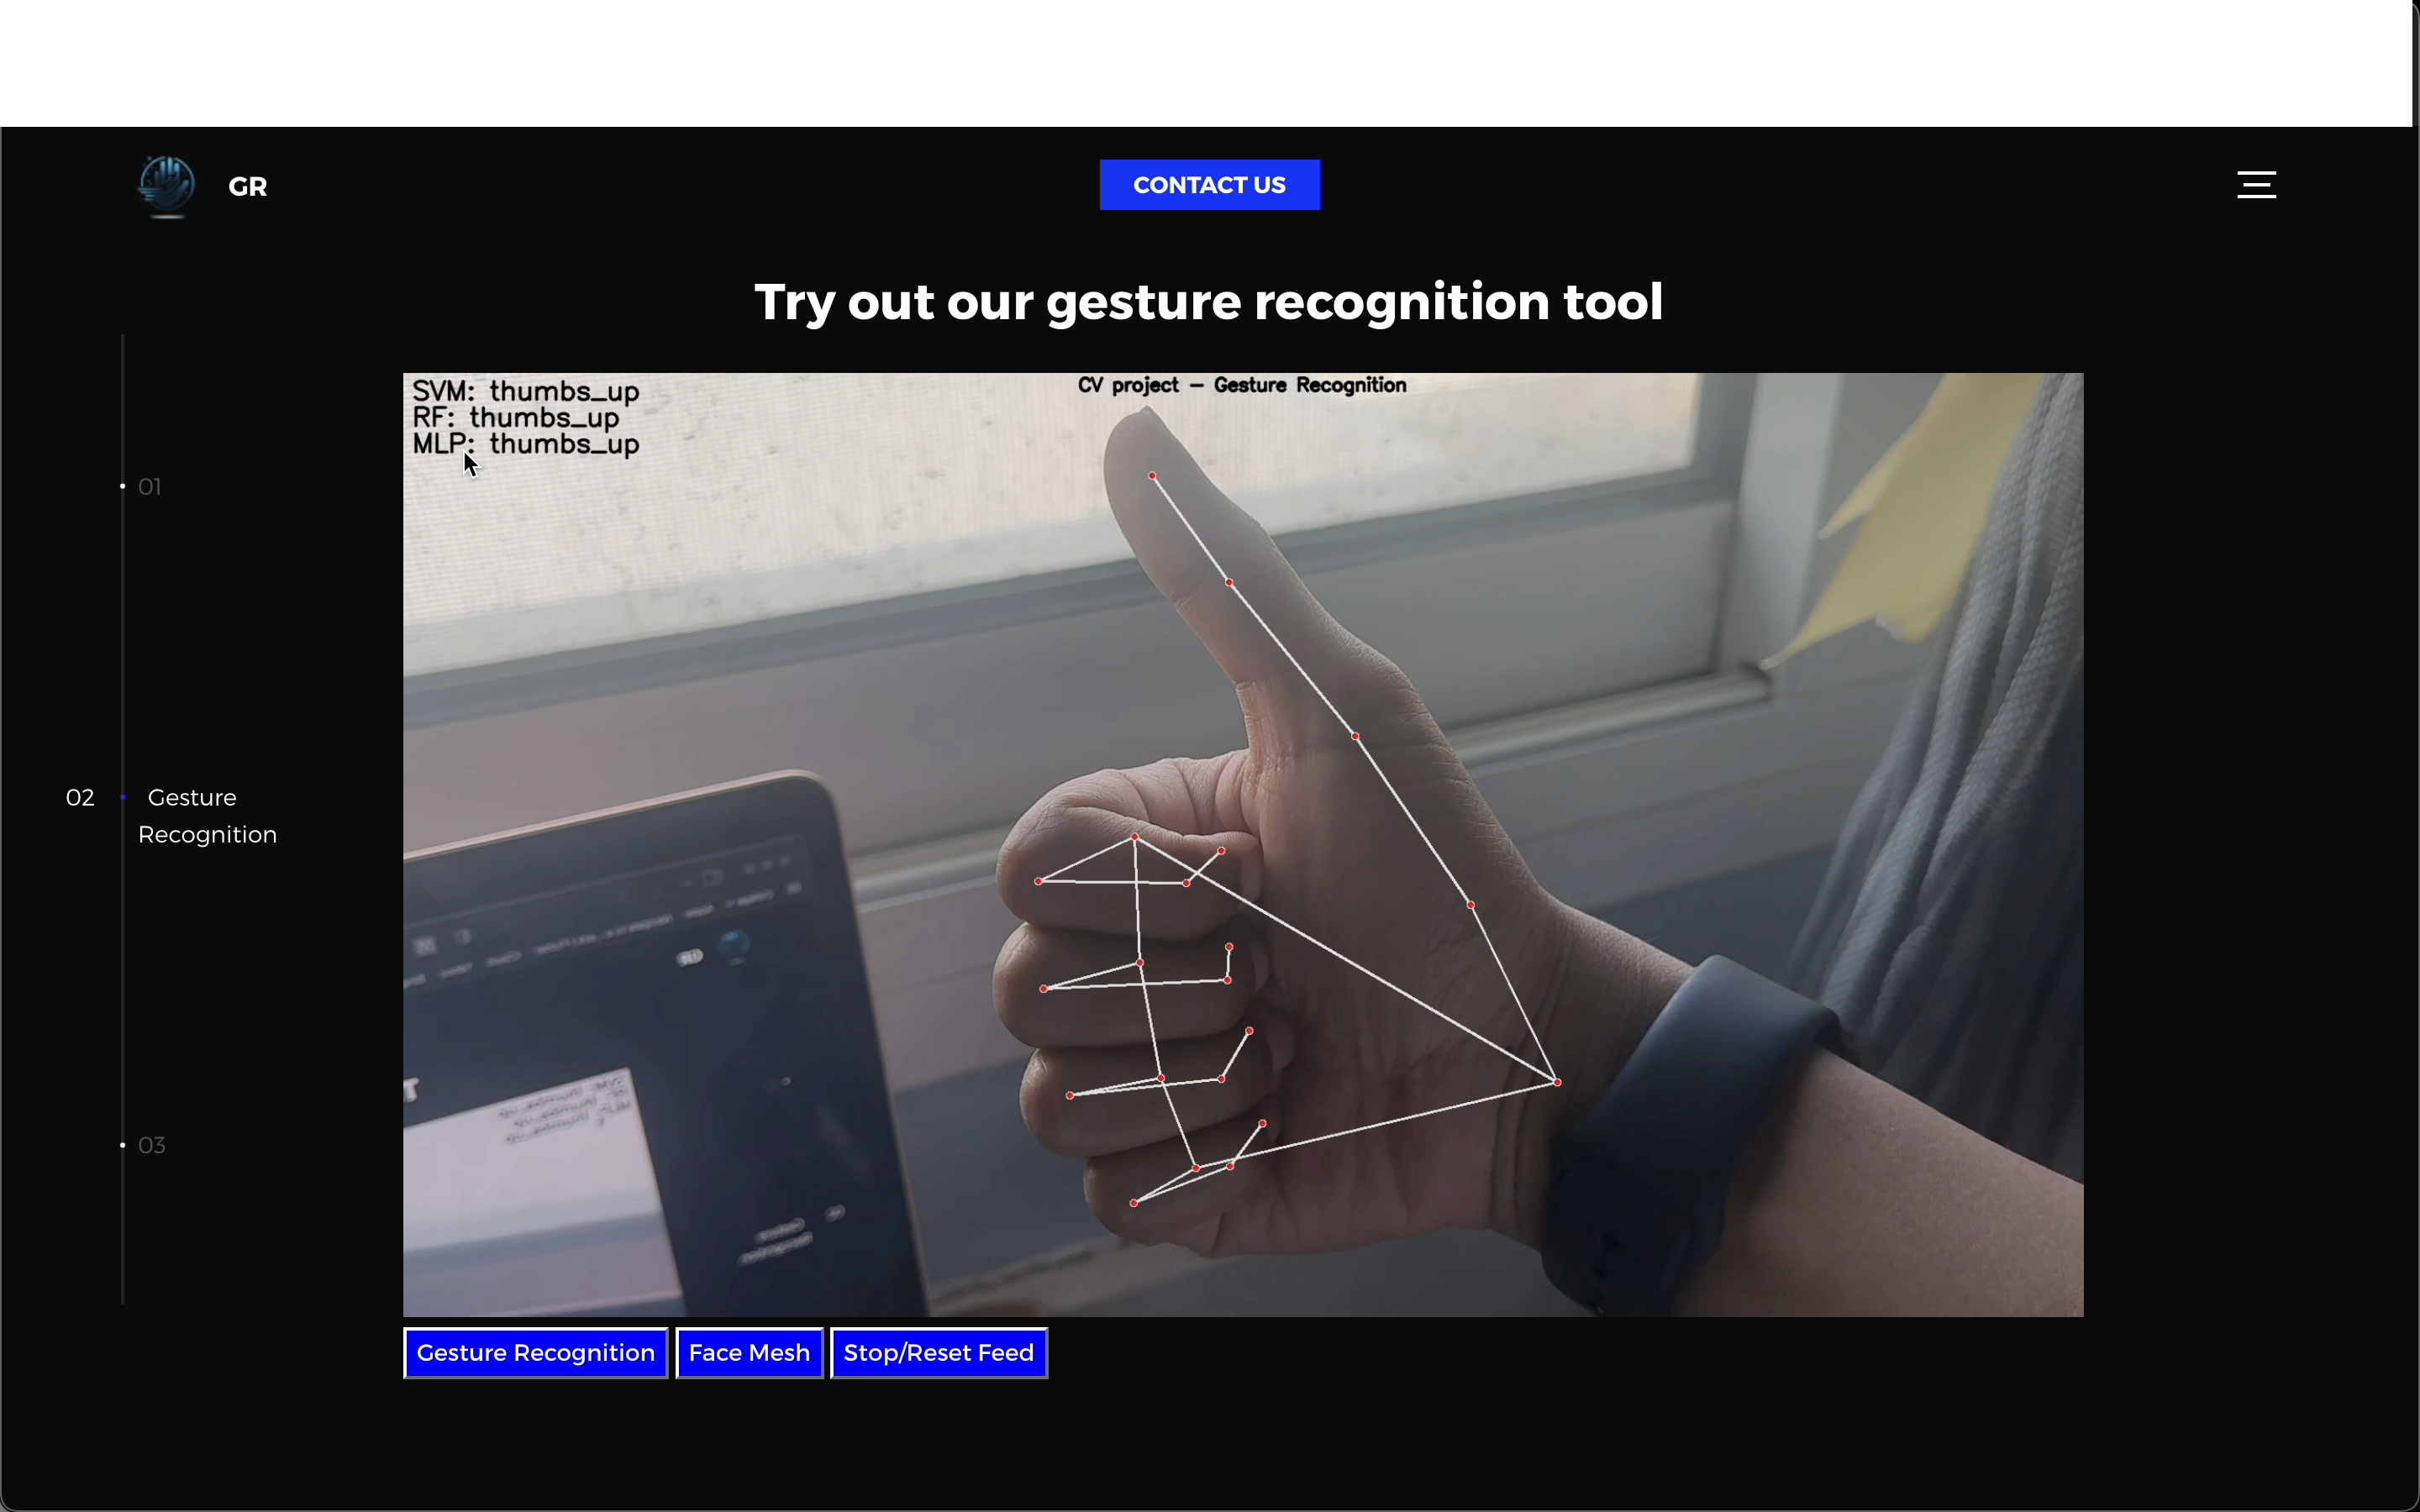 GR
CONTACT US
Try out our gesture recognition tool
SVM: thumbs_up
RF: thumbs_up
MLP: thumbs_up
CV project - Gesture Recognition
01
02 Gesture
Recognition
03
Gesture Recognition
Face Mesh
Stop/Reset Feed